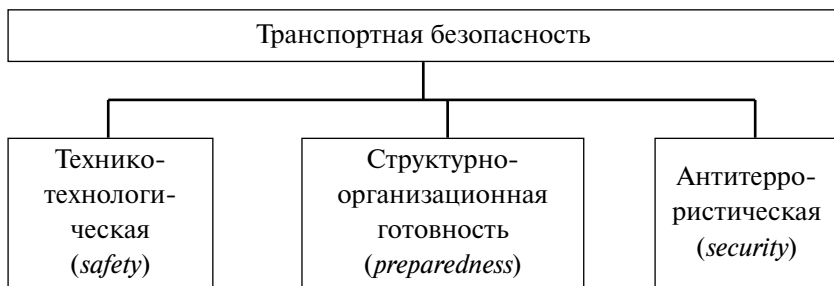 Транспортная безопасность
Технико-
технологи-
ческая
(safety)
Структурно-
организационная
готовность
(preparedness)
Антитерро-
ристическая
(security)